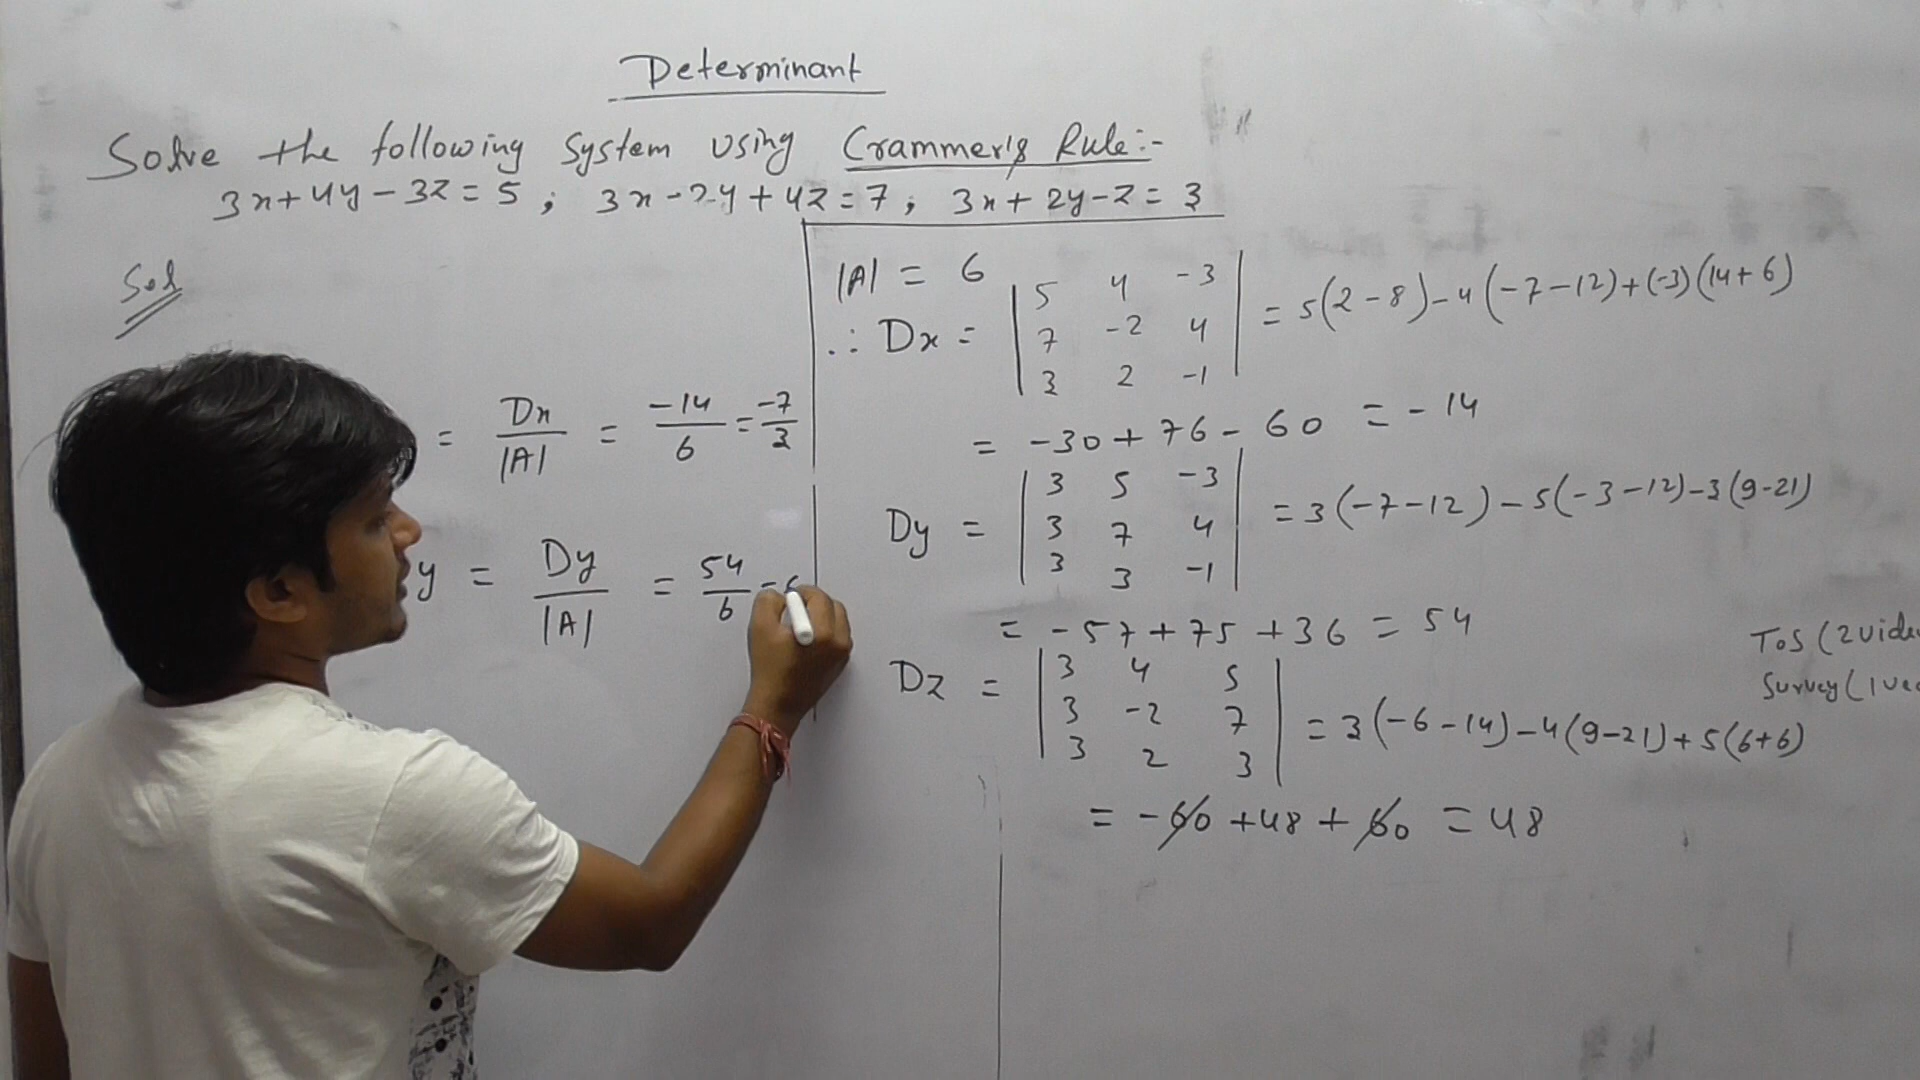 Determinant
Solve the following System using Crammer's Rule:-
3x+4y-3z=5; 3x-2y+4z=7; 3x+2y-z=3
Sol
= Dx/|A| = -14/6 = -7/3
y = Dy/|A| = 54/6 =
|A| = 6
∴ Dx = | 5 4 -3 | = 5(2-8)-4(-7-12)+(-3)(14+6)
7 -2 4
3 2 -1
= -30+76-60 = -14
Dy = | 3 5 -3 | = 3(-7-12)-5(-3-12)-3(9-21)
3 7 4
3 3 -1
= -57+75+36 = 54
Dz = | 3 4 5 | = 3(-6-14)-4(9-21)+5(6+6)
3 -2 7
3 2 3
= -60+48+60 = 48
ToS (2 vide
Survey (1